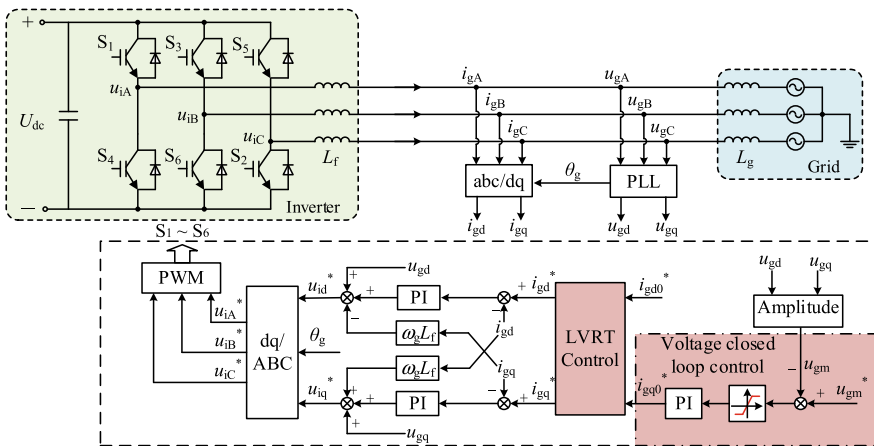 +
S1 S3 S5
igA ugA
uiA
igB ugB
uiB
igC ugC
uiC
Udc
Lf
Lg
S4 S6 S2
abc/dq θg PLL
Grid
− Inverter
igd igq ugd ugq
S1 ~ S6
PWM
ugd
ugd ugq
uid* + + PI igd* + igd0*
−
Amplitude
uiA*
−
igd
dq/
ABC
θg
ωgLf
LVRT
Control
Voltage closed
loop control
uiB*
ωgLf
igq
− ugm
uiC*
uiq* + + PI − igq* + igq0* PI + ugm*
+
ugq